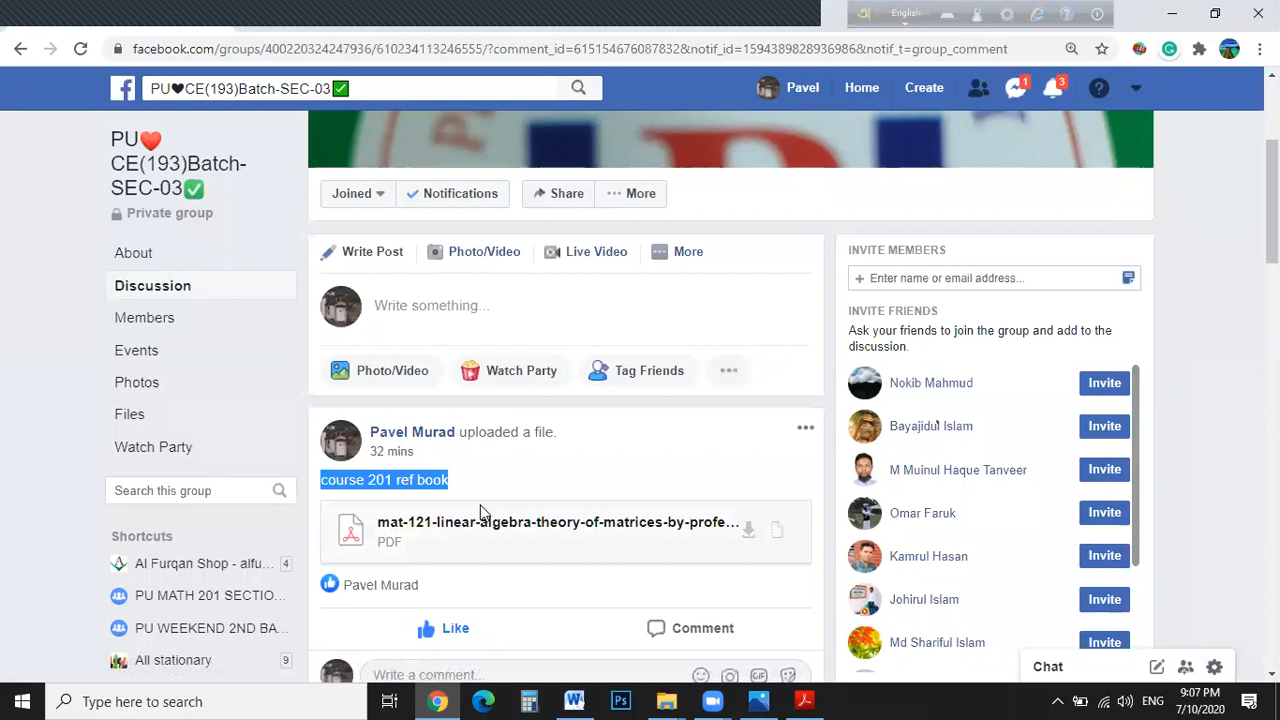 English
facebook.com/groups/400220324247936/610234113246555/?comment_id=615154676087832&notif_id=1594389828936986&notif_t=group_comment
PU❤CE(193)Batch-SEC-03✅
Pavel
Home
Create
1
3
PU❤️
CE(193)Batch-
SEC-03✅
Private group
About
Discussion
Members
Events
Photos
Files
Watch Party
Search this group
Shortcuts
Al Furqan Shop - alfu... 4
PU MATH 201 SECTIO...
PU WEEKEND 2ND BA...
All stationary 9
Joined
Notifications
Share
More
Write Post
Photo/Video
Live Video
More
Write something...
Photo/Video
Watch Party
Tag Friends
Pavel Murad uploaded a file.
32 mins
course 201 ref book
mat-121-linear-algebra-theory-of-matrices-by-profe...
PDF
Pavel Murad
Like
Comment
Write a comment...
INVITE MEMBERS
+ Enter name or email address...
INVITE FRIENDS
Ask your friends to join the group and add to the
discussion.
Nokib Mahmud Invite
Bayajidul Islam Invite
M Muinul Haque Tanveer Invite
Omar Faruk Invite
Kamrul Hasan Invite
Johirul Islam Invite
Md Shariful Islam Invite
Chat
Type here to search
ENG
9:07 PM
7/10/2020